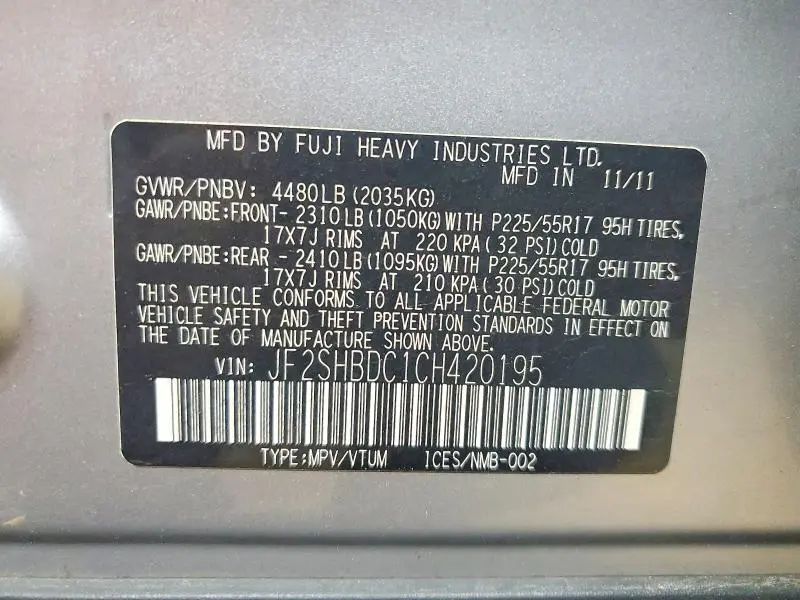 MFD BY FUJI HEAVY INDUSTRIES LTD.
MFD IN 11/11
GVWR/PNBV: 4480LB (2035KG)
GAWR/PNBE:FRONT- 2310LB (1050KG) WITH P225/55R17 95H TIRES,
17X7J RIMS AT 220 KPA ( 32 PSI) COLD
GAWR/PNBE:REAR - 2410LB (1095KG) WITH P225/55R17 95H TIRES,
17X7J RIMS AT 210 KPA ( 30 PSI) COLD
THIS VEHICLE CONFORMS TO ALL APPLICABLE FEDERAL MOTOR
VEHICLE SAFETY AND THEFT PREVENTION STANDARDS IN EFFECT ON
THE DATE OF MANUFACTURE SHOWN ABOVE.
VIN: JF2SHBDC1CH420195
TYPE:MPV/VTUM ICES/NMB-002